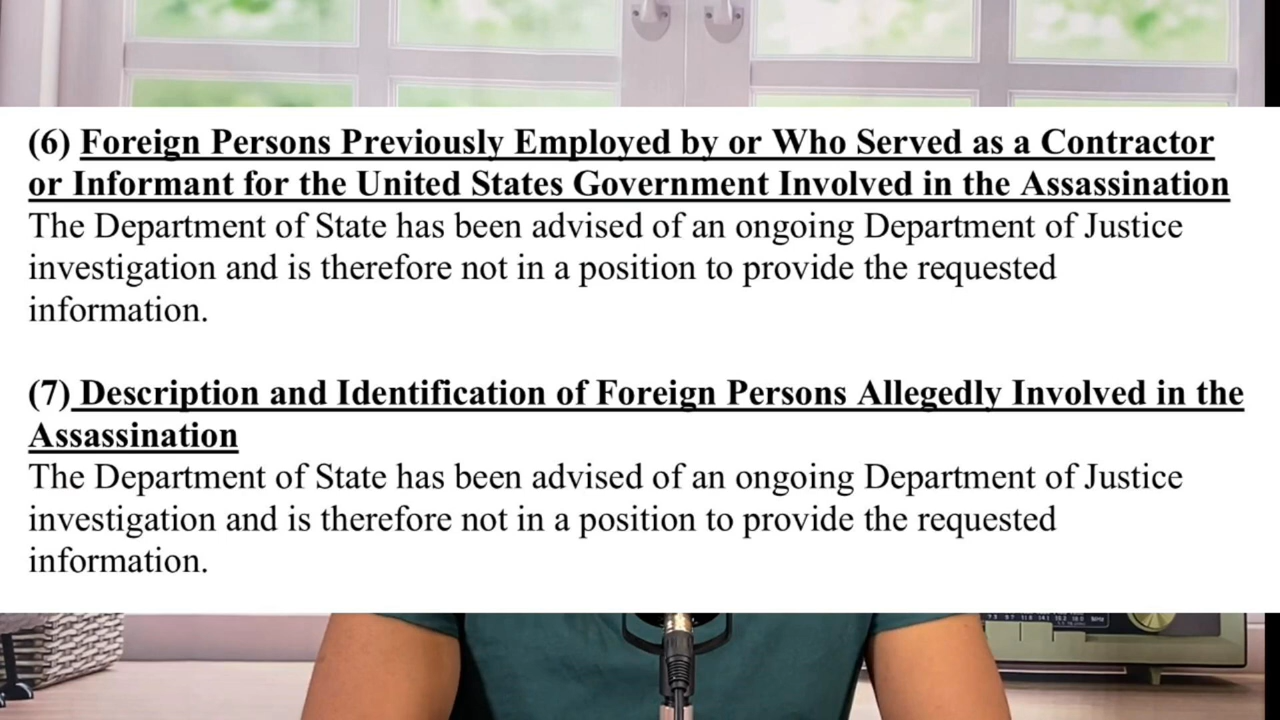 (6) Foreign Persons Previously Employed by or Who Served as a Contractor
or Informant for the United States Government Involved in the Assassination
The Department of State has been advised of an ongoing Department of Justice
investigation and is therefore not in a position to provide the requested
information.
(7) Description and Identification of Foreign Persons Allegedly Involved in the
Assassination
The Department of State has been advised of an ongoing Department of Justice
investigation and is therefore not in a position to provide the requested
information.